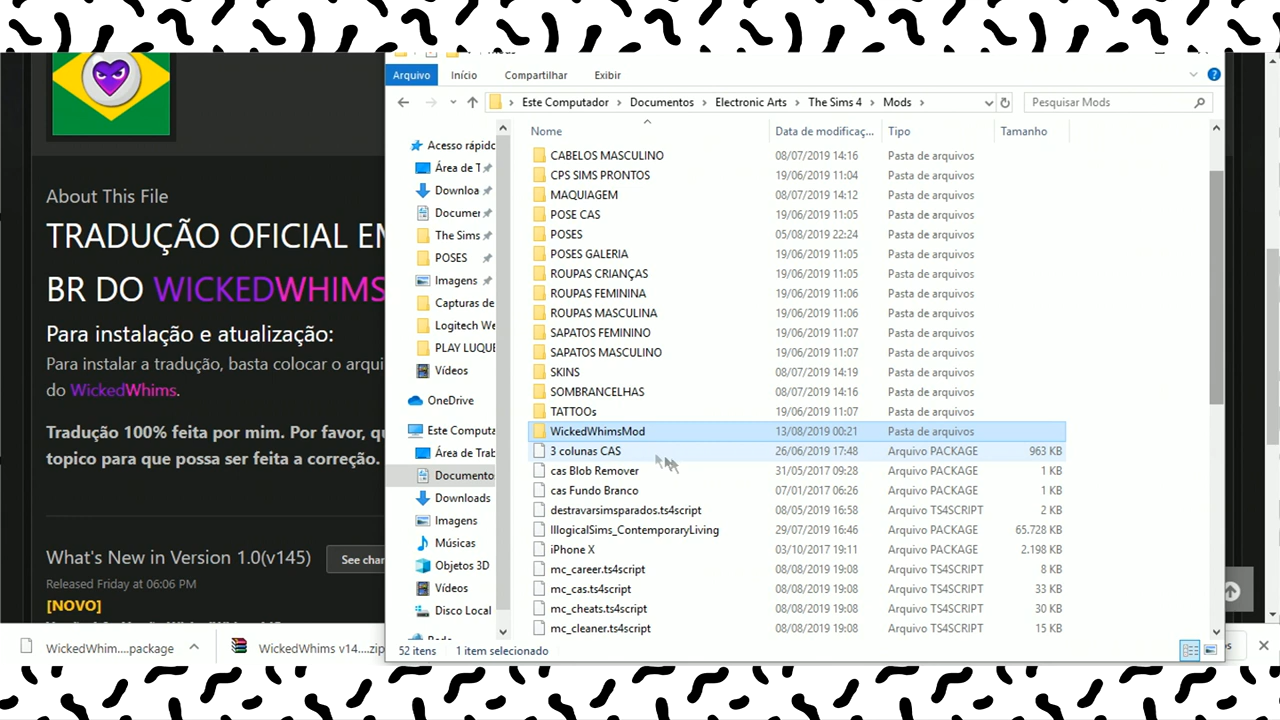 About This File
TRADUÇÃO OFICIAL EM
BR DO WICKEDWHIMS
Para instalação e atualização:
Para instalar a tradução, basta colocar o arqui
do WickedWhims.
Tradução 100% feita por mim. Por favor, qu
topico para que possa ser feita a correção.
What's New in Version 1.0(v145)
See chan
Released Friday at 06:06 PM
[NOVO]
WickedWhim....package
WickedWhims v14....zip
Arquivo
Início
Compartilhar
Exibir
Este Computador
Documentos
Electronic Arts
The Sims 4
Mods
Pesquisar Mods
Acesso rápido
Área de T
Downloa
Documer
The Sims
POSES
Imagens
Capturas de
Logitech We
PLAY LUQUE
Vídeos
OneDrive
Este Computa
Área de Trab
Documento
Downloads
Imagens
Músicas
Objetos 3D
Vídeos
Disco Local
Nome Data de modificaç... Tipo Tamanho
CABELOS MASCULINO 08/07/2019 14:16 Pasta de arquivos
CPS SIMS PRONTOS 19/06/2019 11:04 Pasta de arquivos
MAQUIAGEM 08/07/2019 14:12 Pasta de arquivos
POSE CAS 19/06/2019 11:05 Pasta de arquivos
POSES 05/08/2019 22:24 Pasta de arquivos
POSES GALERIA 19/06/2019 11:05 Pasta de arquivos
ROUPAS CRIANÇAS 19/06/2019 11:05 Pasta de arquivos
ROUPAS FEMININA 19/06/2019 11:06 Pasta de arquivos
ROUPAS MASCULINA 19/06/2019 11:06 Pasta de arquivos
SAPATOS FEMININO 19/06/2019 11:07 Pasta de arquivos
SAPATOS MASCULINO 19/06/2019 11:07 Pasta de arquivos
SKINS 08/07/2019 14:19 Pasta de arquivos
SOMBRANCELHAS 08/07/2019 14:16 Pasta de arquivos
TATTOOs 19/06/2019 11:07 Pasta de arquivos
WickedWhimsMod 13/08/2019 00:21 Pasta de arquivos
3 colunas CAS 26/06/2019 17:48 Arquivo PACKAGE 963 KB
cas Blob Remover 31/05/2017 09:28 Arquivo PACKAGE 1 KB
cas Fundo Branco 07/01/2017 06:26 Arquivo PACKAGE 1 KB
destravarsimsparados.ts4script 08/05/2019 16:58 Arquivo TS4SCRIPT 2 KB
IllogicalSims_ContemporaryLiving 29/07/2019 16:46 Arquivo PACKAGE 65.728 KB
iPhone X 03/10/2017 19:11 Arquivo PACKAGE 2.198 KB
mc_career.ts4script 08/08/2019 19:08 Arquivo TS4SCRIPT 8 KB
mc_cas.ts4script 08/08/2019 19:08 Arquivo TS4SCRIPT 33 KB
mc_cheats.ts4script 08/08/2019 19:08 Arquivo TS4SCRIPT 30 KB
mc_cleaner.ts4script 08/08/2019 19:08 Arquivo TS4SCRIPT 15 KB
52 itens 1 item selecionado